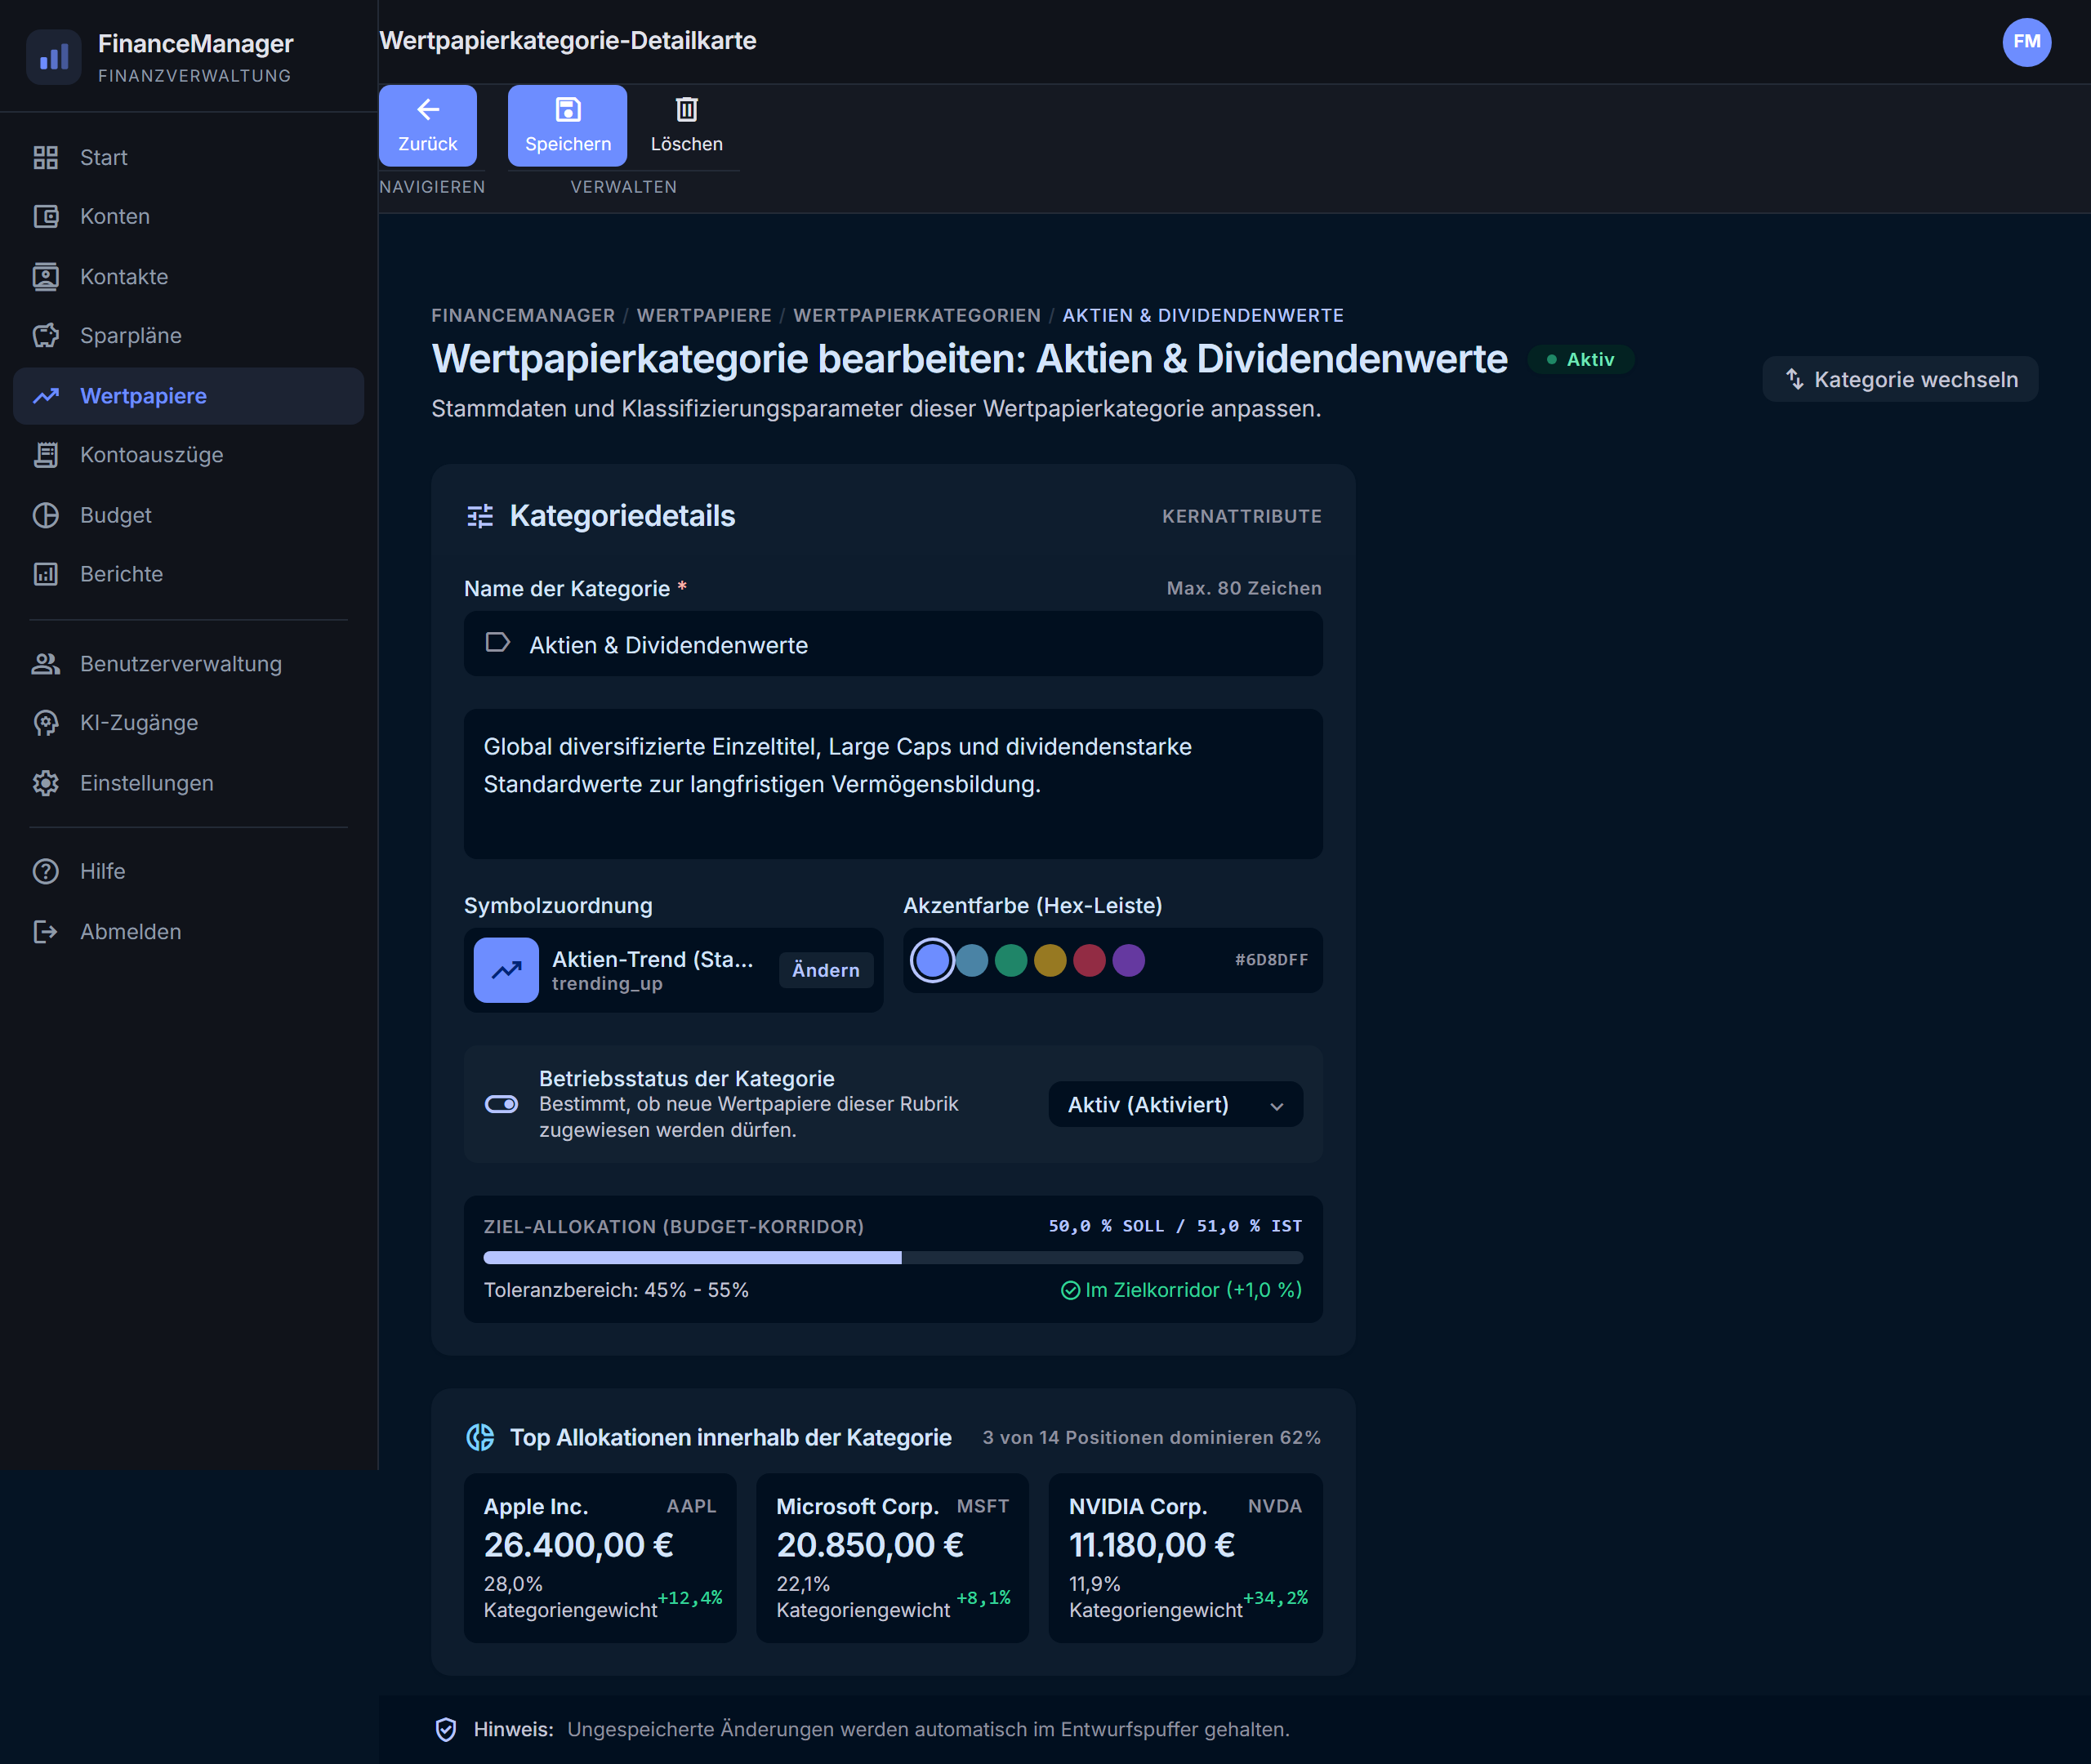 FinanceManager
FINANZVERWALTUNG
Start
Konten
Kontakte
Sparpläne
Wertpapiere
Kontoauszüge
Budget
Berichte
Benutzerverwaltung
KI-Zugänge
Einstellungen
Hilfe
Abmelden
Wertpapierkategorie-Detailkarte
FM
Zurück
Speichern
Löschen
NAVIGIEREN
VERWALTEN
FINANCEMANAGER / WERTPAPIERE / WERTPAPIERKATEGORIEN / AKTIEN & DIVIDENDENWERTE
Wertpapierkategorie bearbeiten: Aktien & Dividendenwerte
Aktiv
Kategorie wechseln
Stammdaten und Klassifizierungsparameter dieser Wertpapierkategorie anpassen.
Kategoriedetails
KERNATTRIBUTE
Name der Kategorie *
Max. 80 Zeichen
Aktien & Dividendenwerte
Global diversifizierte Einzeltitel, Large Caps und dividendenstarke
Standardwerte zur langfristigen Vermögensbildung.
Symbolzuordnung
Aktien-Trend (Sta...
trending_up
Ändern
Akzentfarbe (Hex-Leiste)
#6D8DFF
Betriebsstatus der Kategorie
Bestimmt, ob neue Wertpapiere dieser Rubrik
zugewiesen werden dürfen.
Aktiv (Aktiviert)
ZIEL-ALLOKATION (BUDGET-KORRIDOR)
50,0 % SOLL / 51,0 % IST
Toleranzbereich: 45% - 55%
Im Zielkorridor (+1,0 %)
Top Allokationen innerhalb der Kategorie
3 von 14 Positionen dominieren 62%
Apple Inc.
AAPL
26.400,00 €
28,0%
Kategoriengewicht
+12,4%
Microsoft Corp.
MSFT
20.850,00 €
22,1%
Kategoriengewicht
+8,1%
NVIDIA Corp.
NVDA
11.180,00 €
11,9%
Kategoriengewicht
+34,2%
Hinweis: Ungespeicherte Änderungen werden automatisch im Entwurfspuffer gehalten.